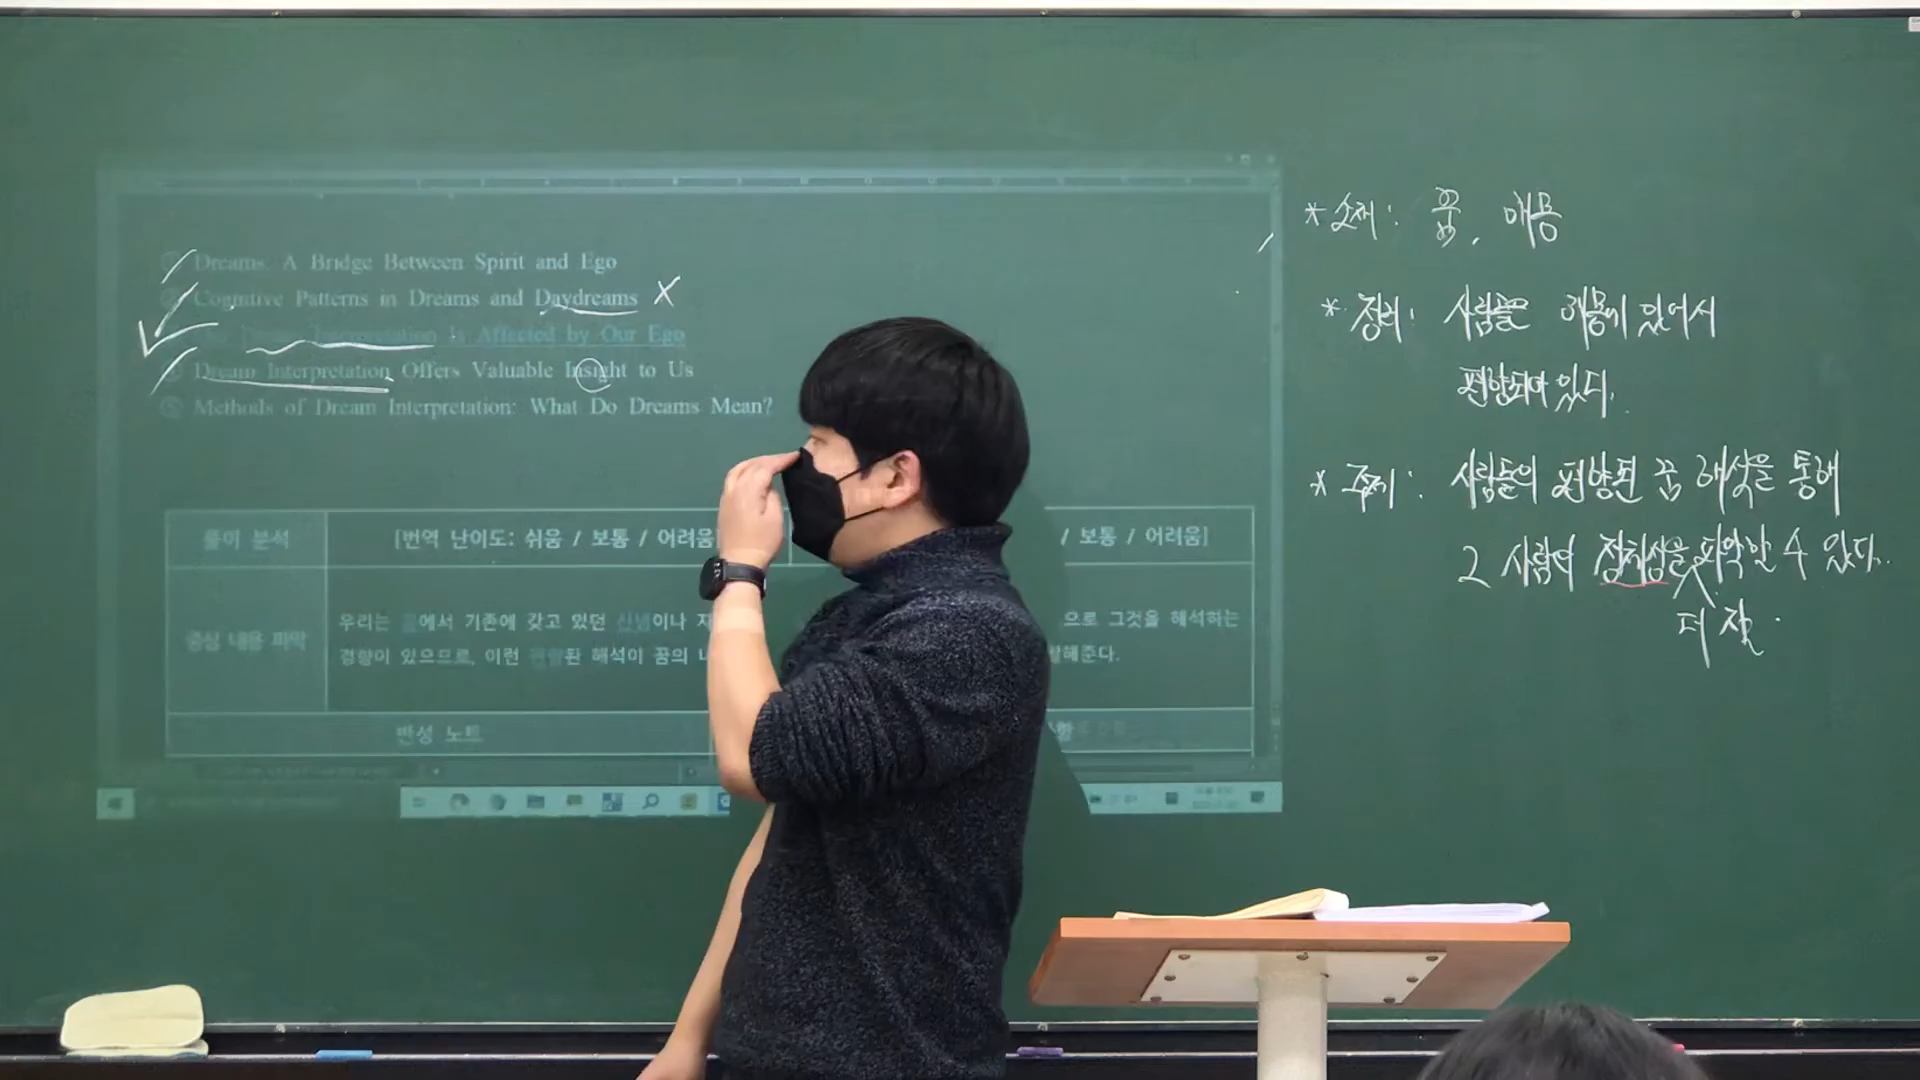 Dreams: A Bridge Between Spirit and Ego
Cognitive Patterns in Dreams and Daydreams X
Dream Interpretation Is Affected by Our Ego
Dream Interpretation Offers Valuable Insight to Us
⑤ Methods of Dream Interpretation: What Do Dreams Mean?
풀이 분석
[번역 난이도: 쉬움 / 보통 / 어려움]
/ 보통 / 어려움]
중심 내용 파악
우리는 꿈에서 기존에 갖고 있던 신념이나
으로 그것을 해석하는
경향이 있으므로, 이런 편향된 해석이 꿈의
해준다.
반성 노트
* 소재: 꿈, 해몽
* 정리: 사람들은 해몽에 있어서
편향되어 있다.
* 주제: 사람들의 편향된 꿈 해석을 통해
그 사람의 정체성을 파악할 수 있다.
더 잘